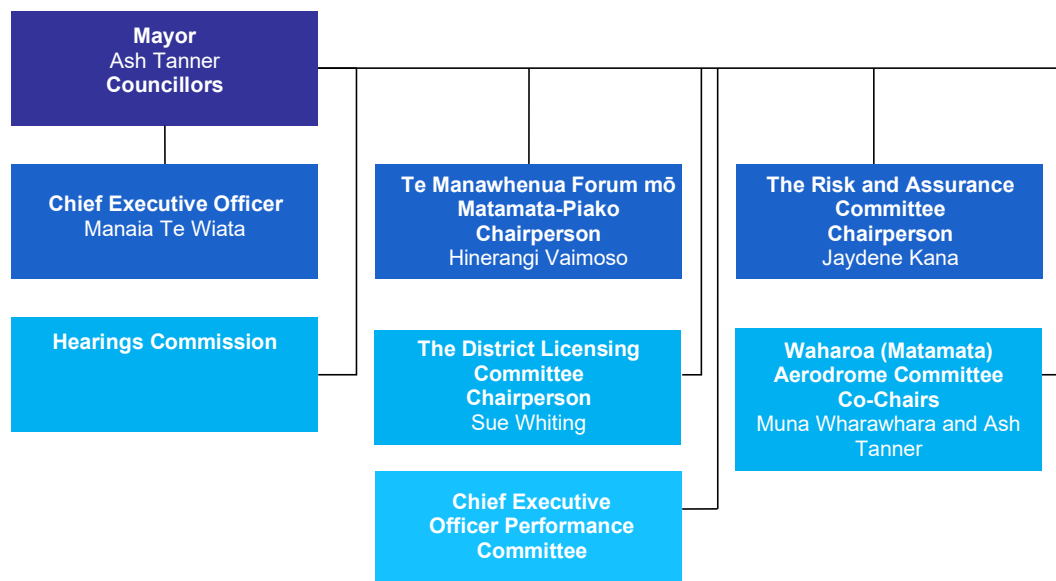 Mayor
Ash Tanner
Councillors
Chief Executive Officer
Manaia Te Wiata
Te Manawhenua Forum mō
Matamata-Piako
Chairperson
Hinerangi Vaimoso
The Risk and Assurance
Committee
Chairperson
Jaydene Kana
Hearings Commission
The District Licensing
Committee
Chairperson
Sue Whiting
Waharoa (Matamata)
Aerodrome Committee
Co-Chairs
Muna Wharawhara and Ash
Tanner
Chief Executive
Officer Performance
Committee